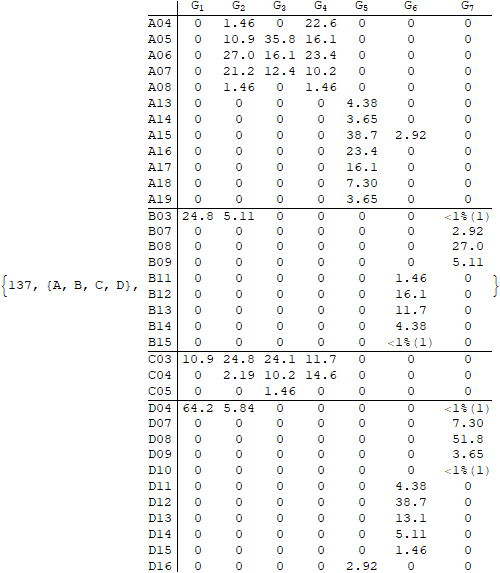 G₁ G₂ G₃ G₄ G₅ G₆ G₇
A04 0 1.46 0 22.6 0 0 0
A05 0 10.9 35.8 16.1 0 0 0
A06 0 27.0 16.1 23.4 0 0 0
A07 0 21.2 12.4 10.2 0 0 0
A08 0 1.46 0 1.46 0 0 0
A13 0 0 0 0 4.38 0 0
A14 0 0 0 0 3.65 0 0
A15 0 0 0 0 38.7 2.92 0
A16 0 0 0 0 23.4 0 0
A17 0 0 0 0 16.1 0 0
A18 0 0 0 0 7.30 0 0
A19 0 0 0 0 3.65 0 0
B03 24.8 5.11 0 0 0 0 <1%(1)
B07 0 0 0 0 0 0 2.92
B08 0 0 0 0 0 0 27.0
B09 0 0 0 0 0 0 5.11
{137, {A, B, C, D}, B11 0 0 0 0 0 1.46 0 }
B12 0 0 0 0 0 16.1 0
B13 0 0 0 0 0 11.7 0
B14 0 0 0 0 0 4.38 0
B15 0 0 0 0 0 <1%(1) 0
C03 10.9 24.8 24.1 11.7 0 0 0
C04 0 2.19 10.2 14.6 0 0 0
C05 0 0 1.46 0 0 0 0
D04 64.2 5.84 0 0 0 0 <1%(1)
D07 0 0 0 0 0 0 7.30
D08 0 0 0 0 0 0 51.8
D09 0 0 0 0 0 0 3.65
D10 0 0 0 0 0 0 <1%(1)
D11 0 0 0 0 0 4.38 0
D12 0 0 0 0 0 38.7 0
D13 0 0 0 0 0 13.1 0
D14 0 0 0 0 0 5.11 0
D15 0 0 0 0 0 1.46 0
D16 0 0 0 0 2.92 0 0